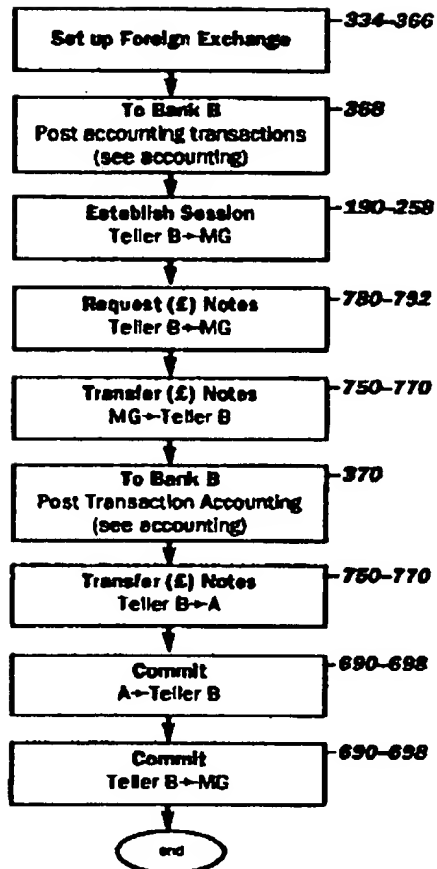 Set up Foreign Exchange
334-366
To Bank B
368
Post accounting transactions
(see accounting)
Establish Session
190-258
Teller B→MG
Request (£) Notes
780-792
Teller B→MG
Transfer (£) Notes
750-770
MG→Teller B
To Bank B
370
Post Transaction Accounting
(see accounting)
Transfer (£) Notes
750-770
Teller B→A
Commit
690-698
A→Teller B
Commit
690-698
Teller B→MG
end